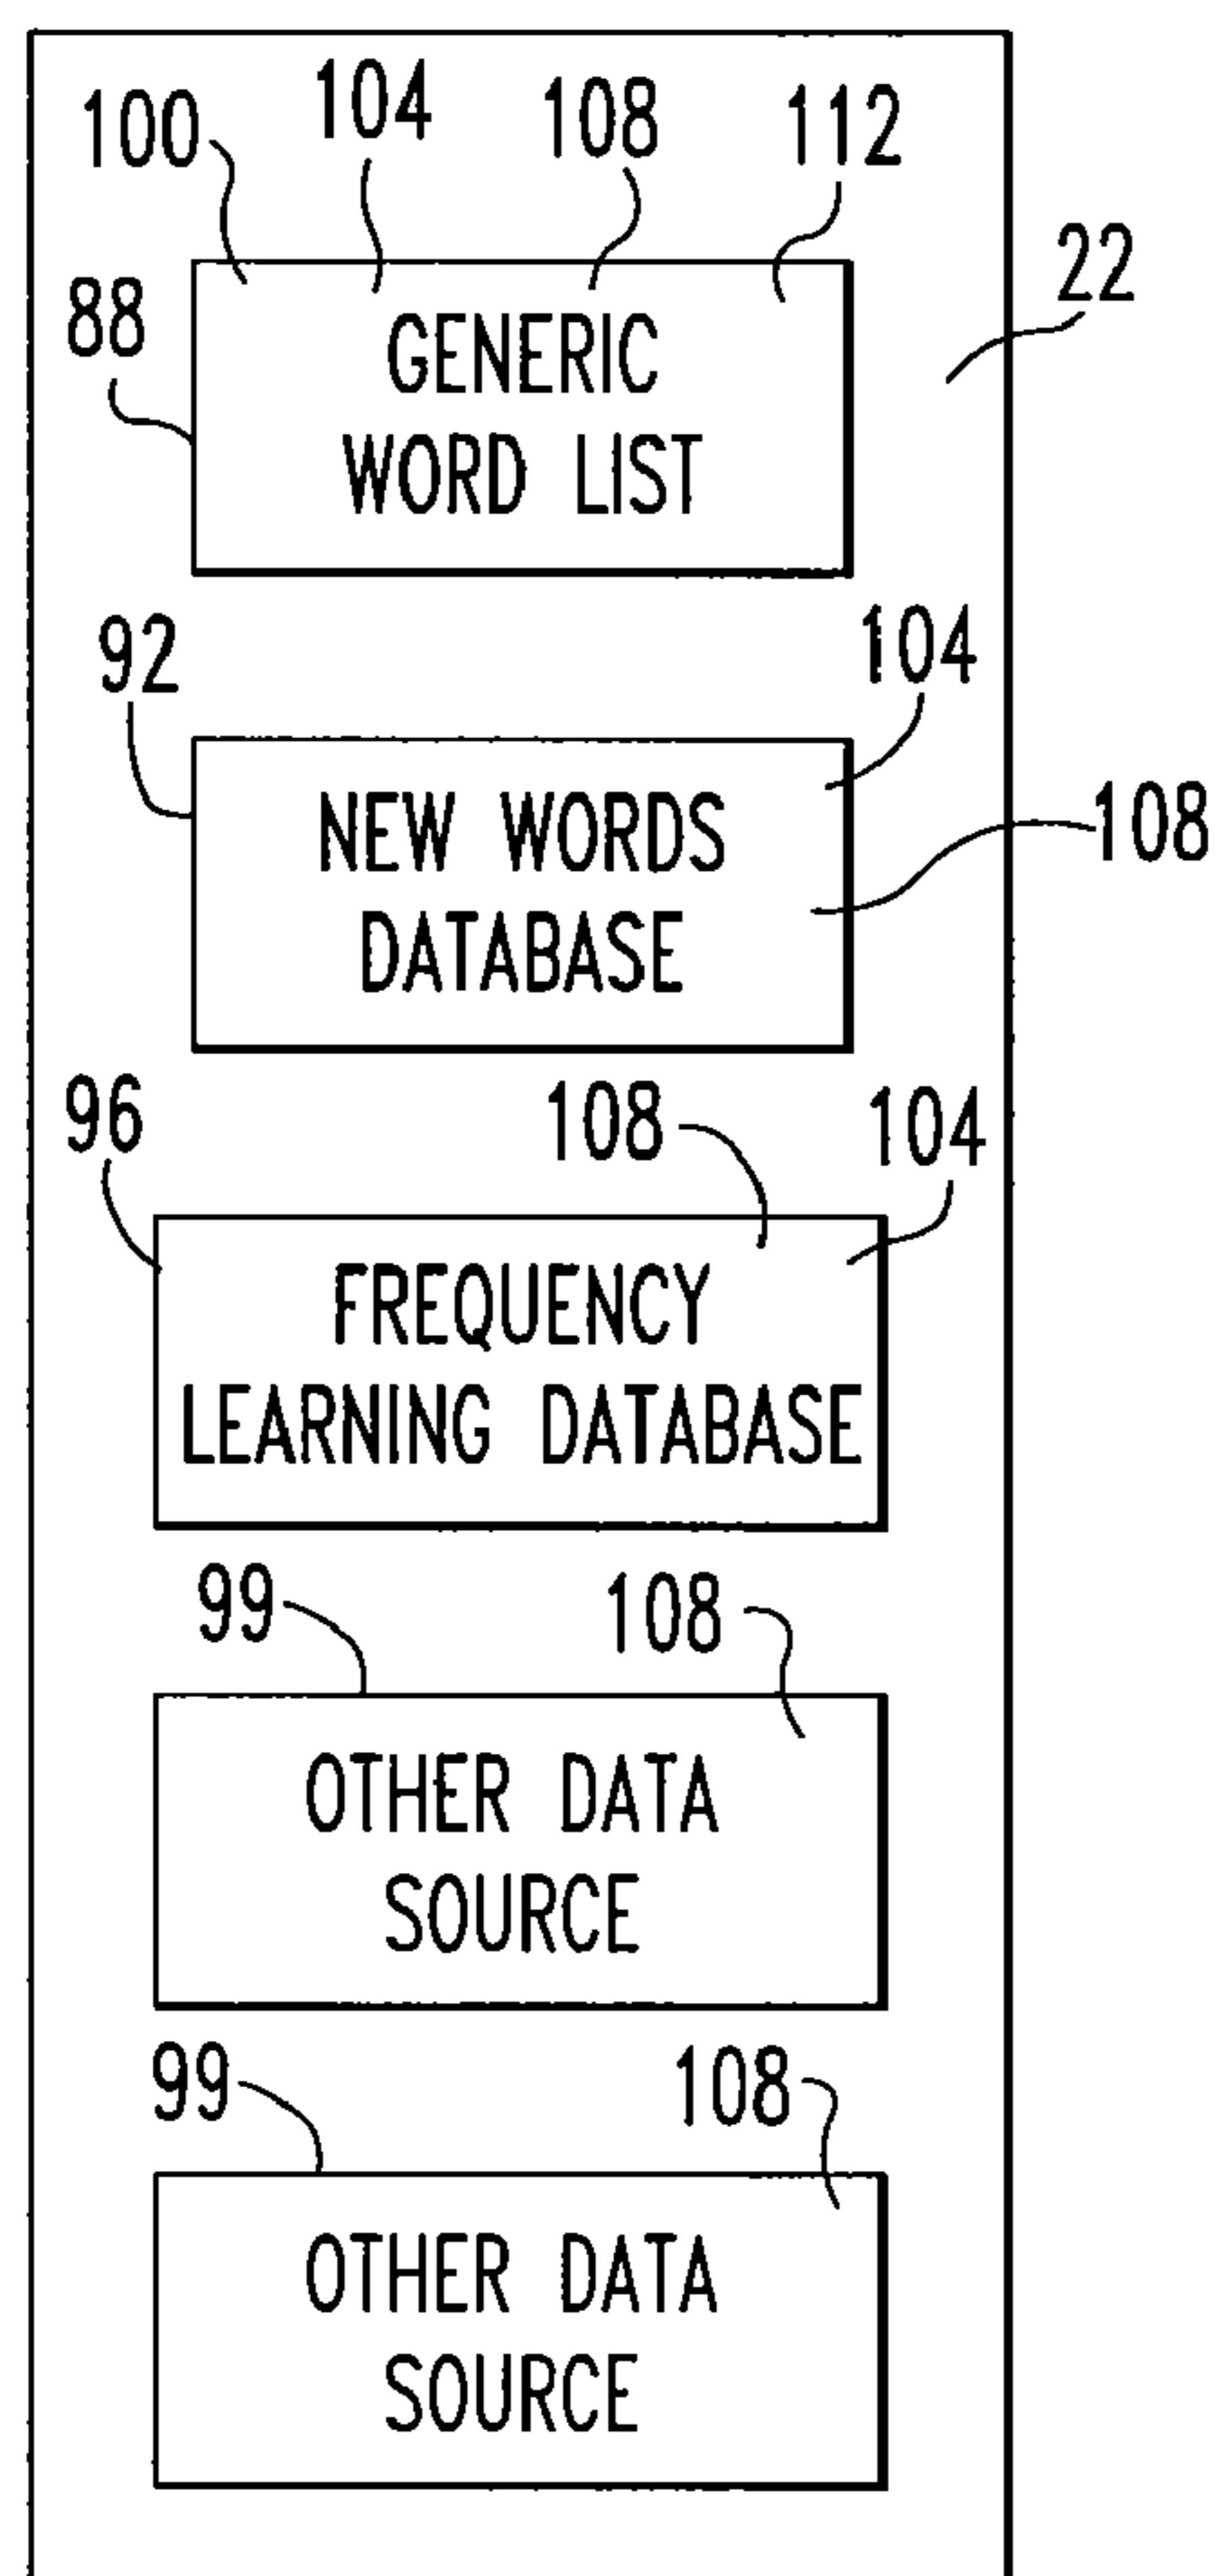 100 104 108 112
22
88
GENERIC
WORD LIST
92 104
NEW WORDS
108
DATABASE
96 108 104
FREQUENCY
LEARNING DATABASE
99 108
OTHER DATA
SOURCE
99 108
OTHER DATA
SOURCE